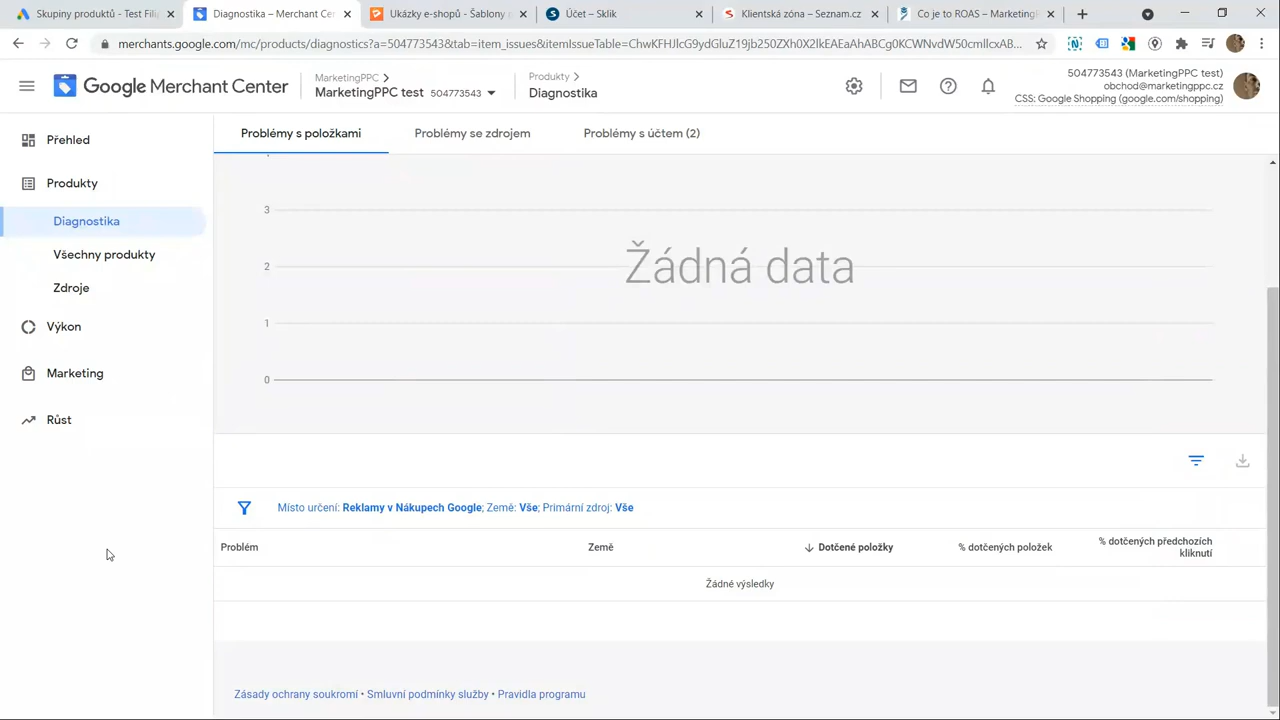 Skupiny produktů – Test Fili
Diagnostika – Merchant Cent
Ukázky e-shopů - Šablony p
Účet – Sklik
Klientská zóna – Seznam.cz
Co je to ROAS – MarketingP
merchants.google.com/mc/products/diagnostics?a=504773543&tab=item_issues&itemIssueTable=
Google Merchant Center
MarketingPPC
MarketingPPC test 504773543
Produkty
Diagnostika
504773543 (MarketingPPC test)
obchod@marketingppc.cz
CSS: Google Shopping (google.com/shopping)
Přehled
Produkty
Diagnostika
Všechny produkty
Zdroje
Výkon
Marketing
Růst
Problémy s položkami
Problémy se zdrojem
Problémy s účtem (2)
3
2
1
0
Žádná data
Místo určení: Reklamy v Nákupech Google; Země: Vše; Primární zdroj: Vše
Problém
Země
Dotčené položky
% dotčených položek
% dotčených předchozích
kliknutí
Žádné výsledky
Zásady ochrany soukromí • Smluvní podmínky služby • Pravidla programu